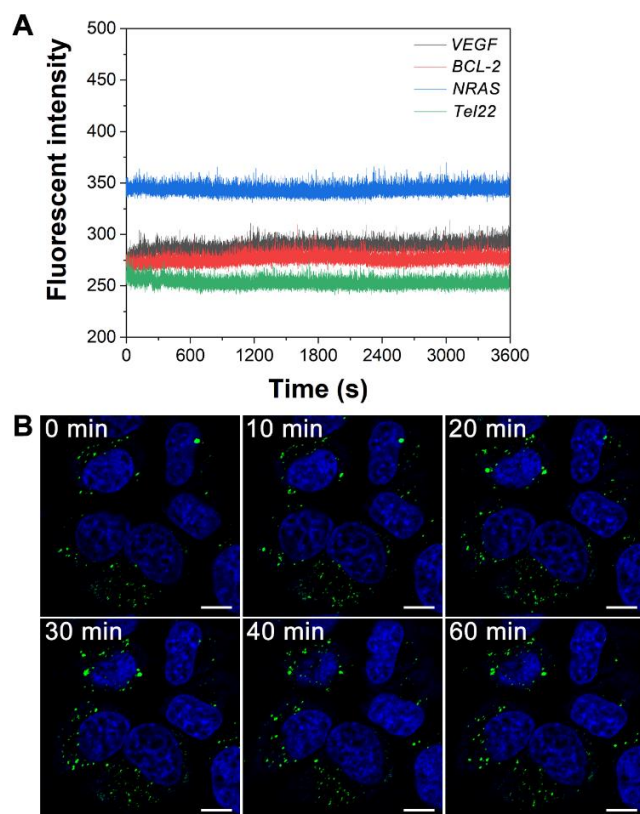 A
Fluorescent intensity
500
450
400
350
300
250
200
VEGF
BCL-2
NRAS
Tel22
0 600 1200 1800 2400 3000 3600
Time (s)
B
0 min 10 min 20 min
30 min 40 min 60 min